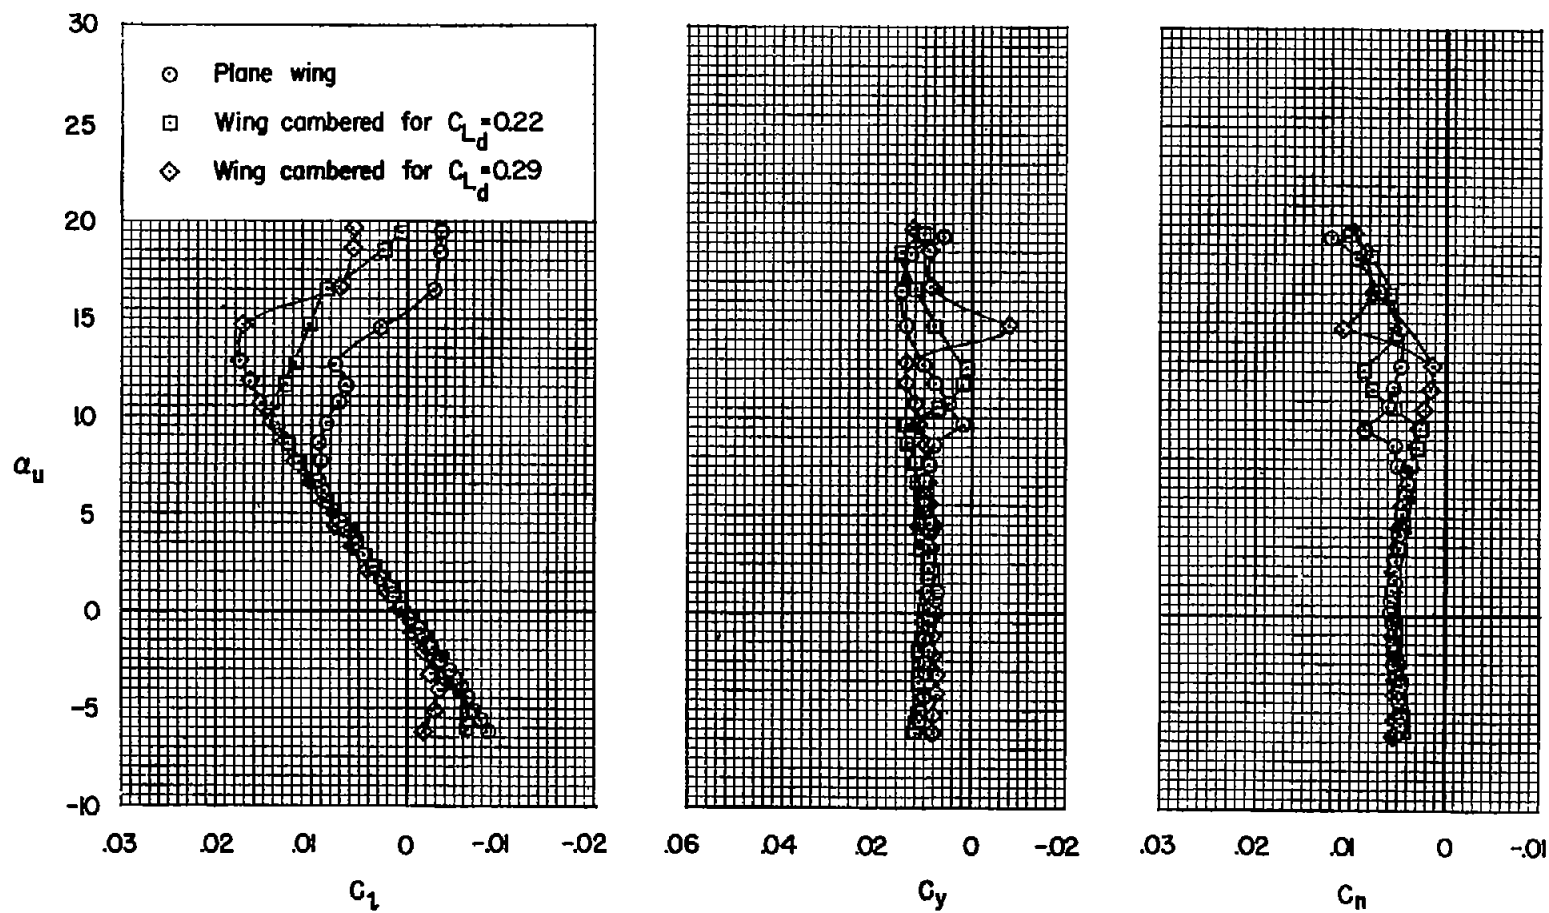 30
25
20
15
10
5
0
-5
-10
α_u
Plane wing
Wing cambered for C_L_d=0.22
Wing cambered for C_L_d=0.29
.03 .02 .01 0 -.01 -.02
C_l
.06 .04 .02 0 -.02
C_y
.03 .02 .01 0 -.01
C_n